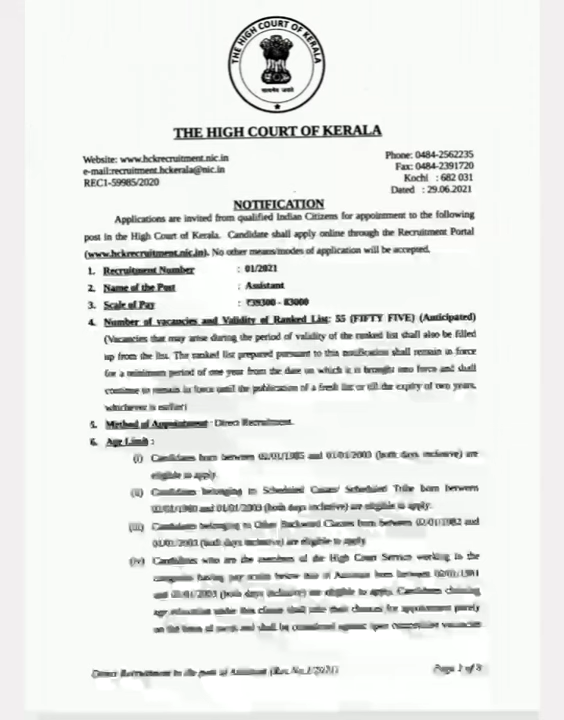 THE HIGH COURT OF KERALA
सत्यमेव जयते
THE HIGH COURT OF KERALA
Website: www.hckrecruitment.nic.in
e-mail:recruitment.hckerala@nic.in
REC1-59985/2020
Phone: 0484-2562235
Fax: 0484-2391720
Kochi : 682 031
Dated : 29.06.2021
NOTIFICATION
Applications are invited from qualified Indian Citizens for appointment to the following
post in the High Court of Kerala. Candidate shall apply online through the Recruitment Portal
(www.hckrecruitment.nic.in). No other means/modes of application will be accepted.
1. Recruitment Number : 01/2021
2. Name of the Post : Assistant
3. Scale of Pay : ₹39300 - 83000
4. Number of vacancies and Validity of Ranked List: 55 (FIFTY FIVE) (Anticipated)
(Vacancies that may arise during the period of validity of the ranked list shall also be filled
up from the list. The ranked list prepared pursuant to this notification shall remain in force
for a minimum period of one year from the date on which it is brought into force and shall
continue to remain in force until the publication of a fresh list or till the expiry of two years,
whichever is earlier)
5. Method of Appointment : Direct Recruitment.
6. Age Limit :
(i) Candidates born between 02/01/1985 and 01/01/2003 (both days inclusive) are
eligible to apply.
(ii) Candidates belonging to Scheduled Castes/ Scheduled Tribe born between
02/01/1980 and 01/01/2003 (both days inclusive) are eligible to apply.
(iii) Candidates belonging to Other Backward Classes born between 02/01/1982 and
01/01/2003 (both days inclusive) are eligible to apply
(iv) Candidates who are the members of the High Court Service working in the
categories having pay scale below that of Assistant born between
and (both days inclusive) are eligible to apply. Candidates claiming
age relaxation under this clause shall their chances for appointment purely
on the basis of merit and shall be considered against open competitive vacancies
Direct Recruitment to the post of Assistant (Rec.No.1/2021)
Page 1 of 8